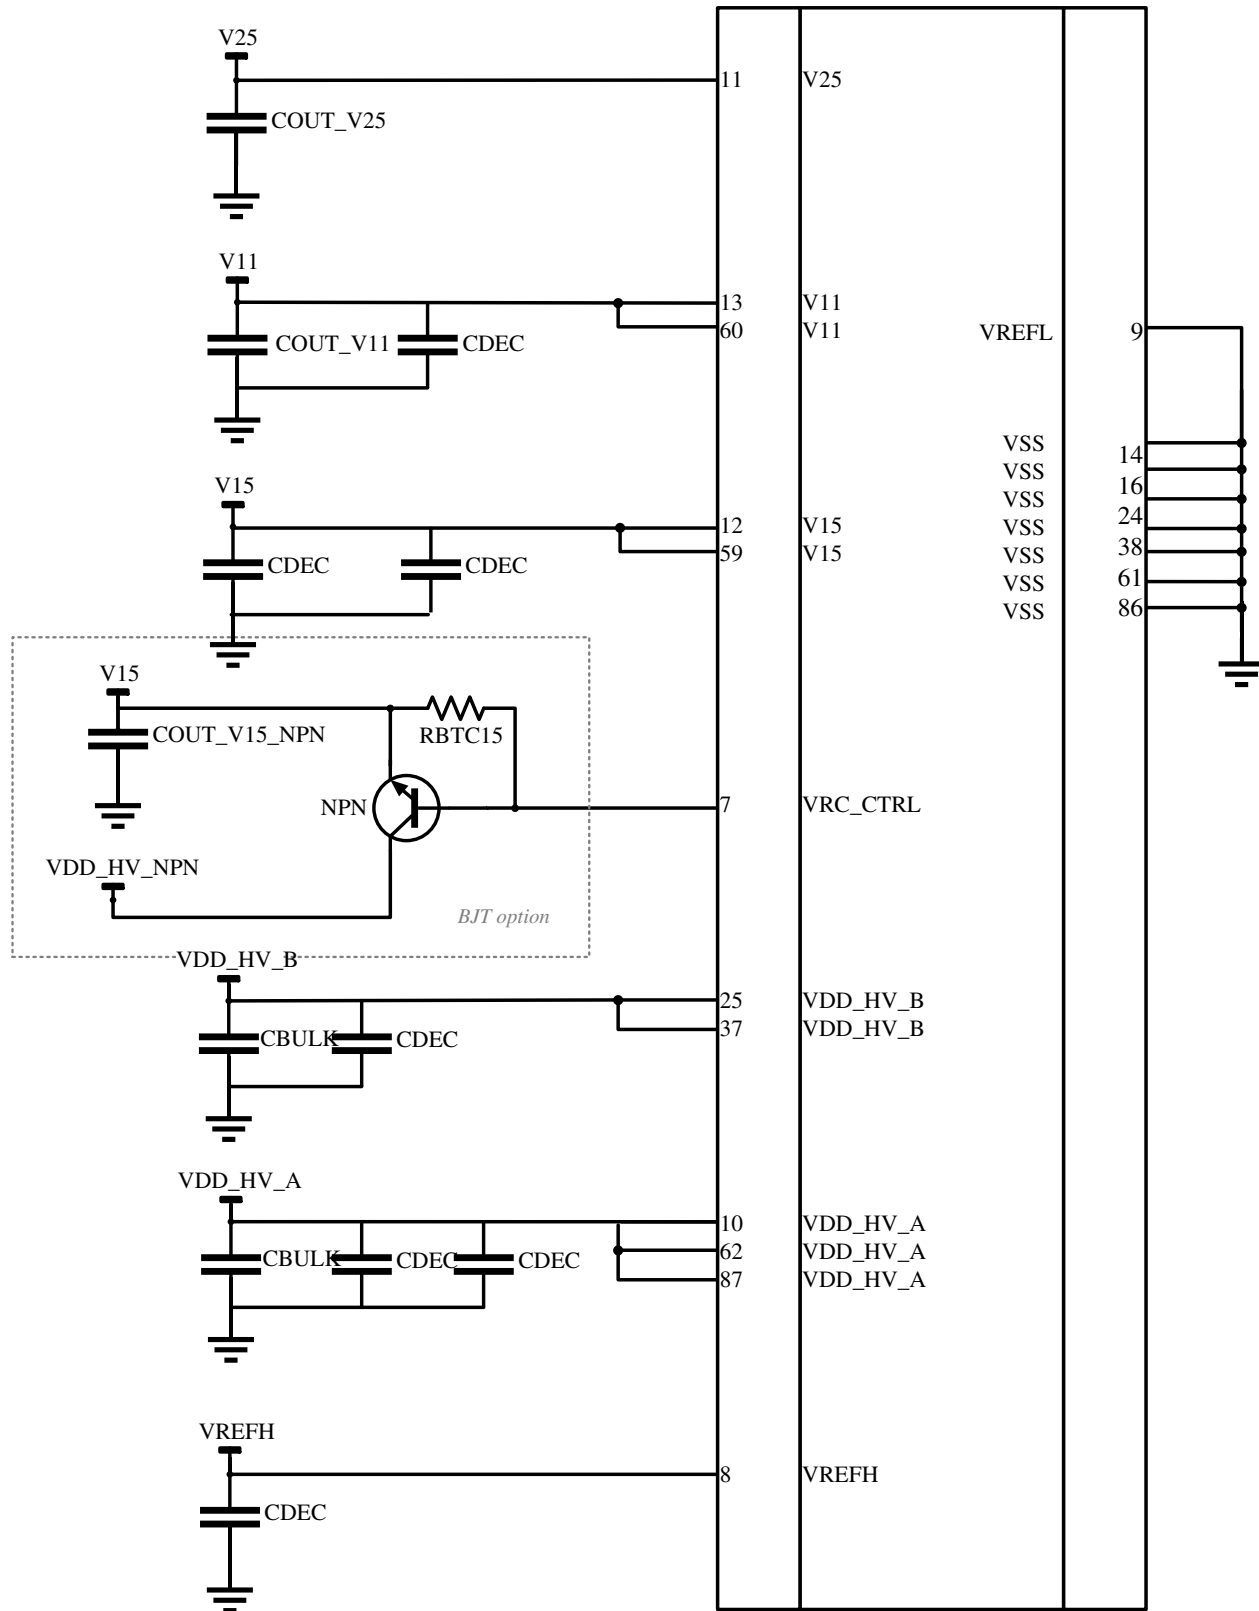 V25
11 V25
COUT_V25
V11
13 V11
COUT_V11 CDEC
60 V11
VREFL 9
VSS
14
VSS
16
VSS
24
V15
12 V15
VSS
38
59 V15
VSS
CDEC CDEC
61
VSS
86
VSS
V15
COUT_V15_NPN
RBTC15
NPN
7 VRC_CTRL
VDD_HV_NPN
BJT option
VDD_HV_B
25 VDD_HV_B
37 VDD_HV_B
CBULK CDEC
VDD_HV_A
10 VDD_HV_A
62 VDD_HV_A
CBULK CDEC CDEC
87 VDD_HV_A
VREFH
8 VREFH
CDEC